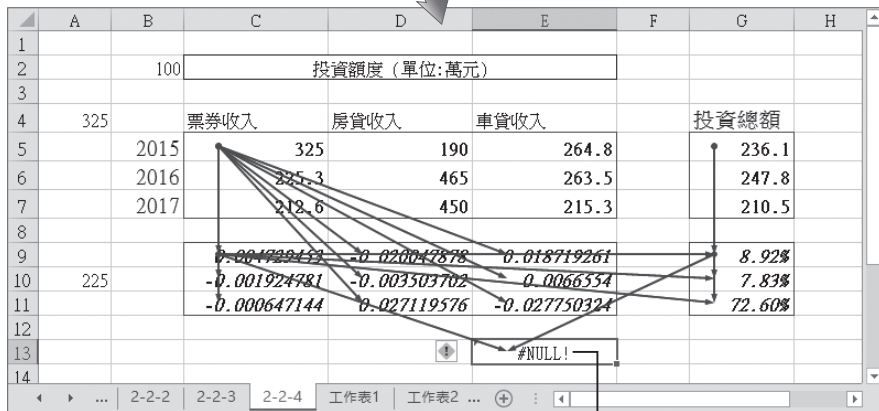 A B C D E F G H
1
2 100 投資額度 (單位:萬元)
3
4 325 票券收入 房貸收入 車貸收入 投資總額
5 2015 325 190 264.8 236.1
6 2016 225.3 465 263.5 247.8
7 2017 212.6 450 215.3 210.5
8
9 0.004729453 -0.020047878 0.018719261 8.92%
10 225 -0.001924781 -0.003503702 0.0066554 7.83%
11 -0.000647144 0.027119576 -0.027750324 72.60%
12
13 #NULL!
14
... 2-2-2 2-2-3 2-2-4 工作表1 工作表2 ...